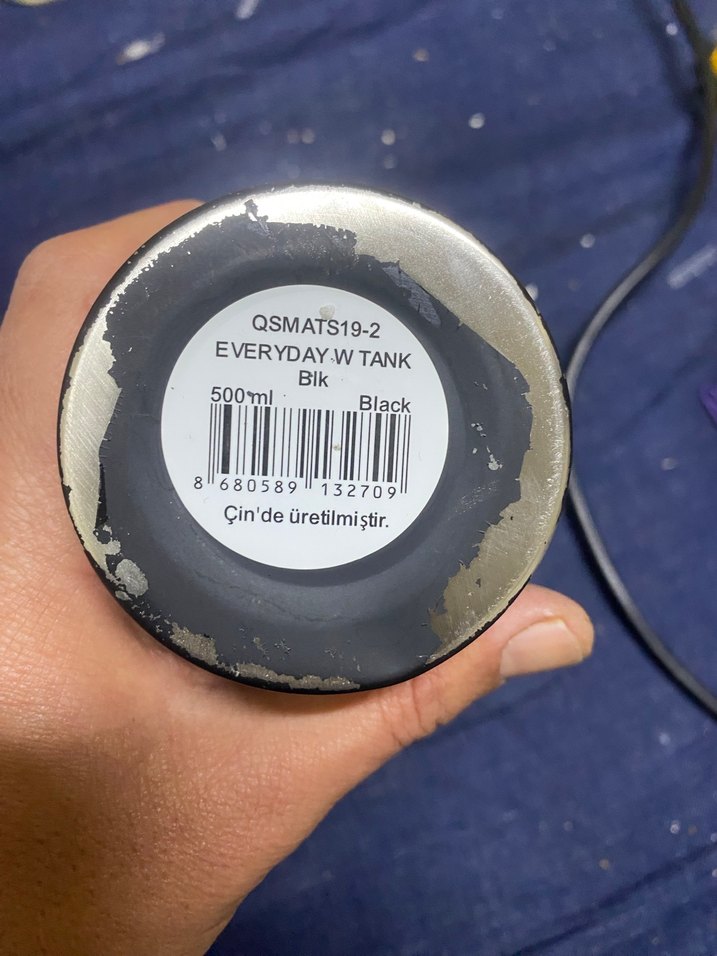 QSMATS19-2
EVERYDAY W TANK
Blk
500 ml Black
8 680589 132709
Çin'de üretilmiştir.